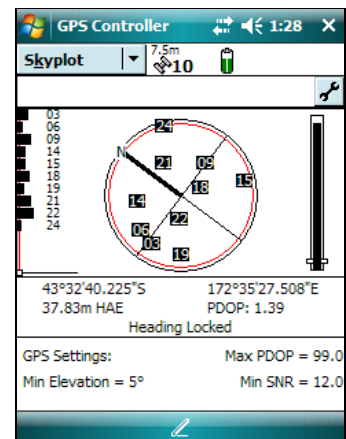 GPS Controller 1:28
Skyplot 7.5m 10
03
06
09
14
15
18
19
21
22
24
24
N
21 09
18 15
14
22
06
03
19
43°32'40.225"S 172°35'27.508"E
37.83m HAE PDOP: 1.39
Heading Locked
GPS Settings: Max PDOP = 99.0
Min Elevation = 5° Min SNR = 12.0